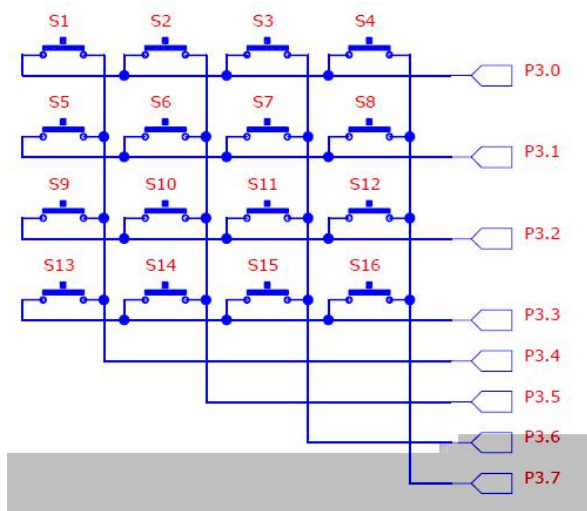 S1 S2 S3 S4
P3.0
S5 S6 S7 S8
P3.1
S9 S10 S11 S12
P3.2
S13 S14 S15 S16
P3.3
P3.4
P3.5
P3.6
P3.7